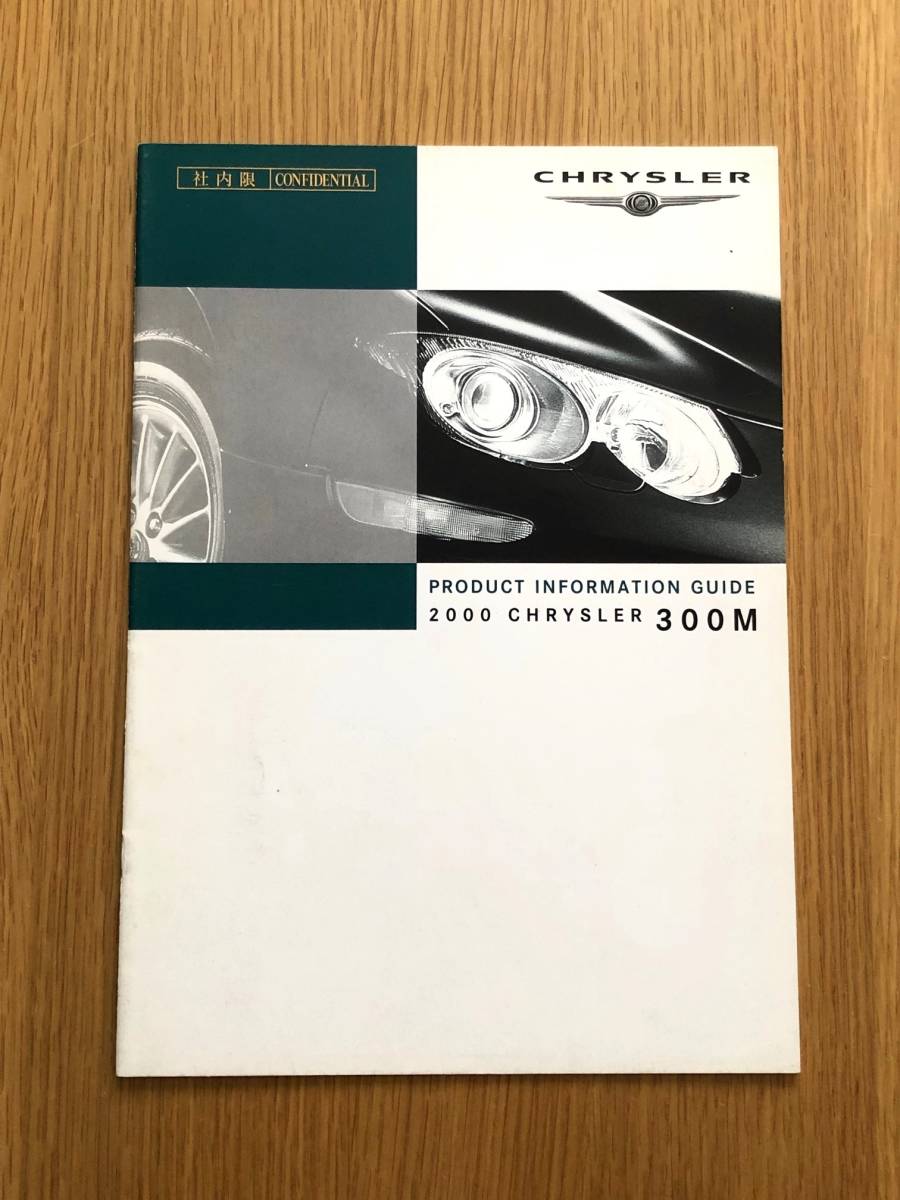 社内限 CONFIDENTIAL
CHRYSLER
PRODUCT INFORMATION GUIDE
2000 CHRYSLER 300M